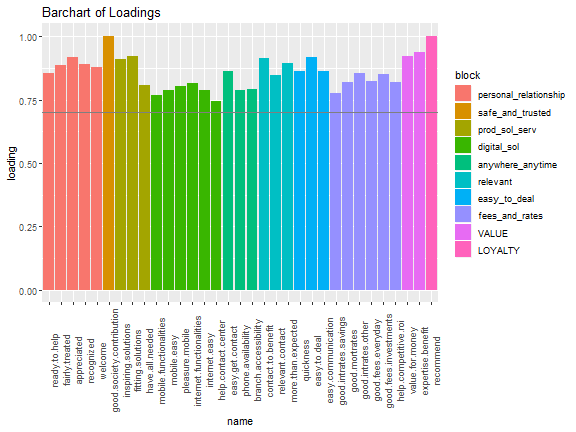 Barchart of Loadings
1.00
0.75
0.50
0.25
0.00
loading
ready.to.help
fairly.treated
appreciated
recognized
welcome
good.society.contribution
inspiring.solutions
fitting.solutions
have.all.needed
mobile.functionalities
mobile.easy
pleasure.mobile
internet.functionalities
internet.easy
help.contact.center
easy.get.contact
phone.availability
branch.accessibility
contact.to.benefit
relevant.contact
more.than.expected
quickness
easy.to.deal
easy.communication
good.intrates.savings
good.mortrates
good.intrates.other
good.fees.everyday
good.fees.investments
help.competitive.roi
value.for.money
expertise.benefit
recommend
name
block
personal_relationship
safe_and_trusted
prod_sol_serv
digital_sol
anywhere_anytime
relevant
easy_to_deal
fees_and_rates
VALUE
LOYALTY